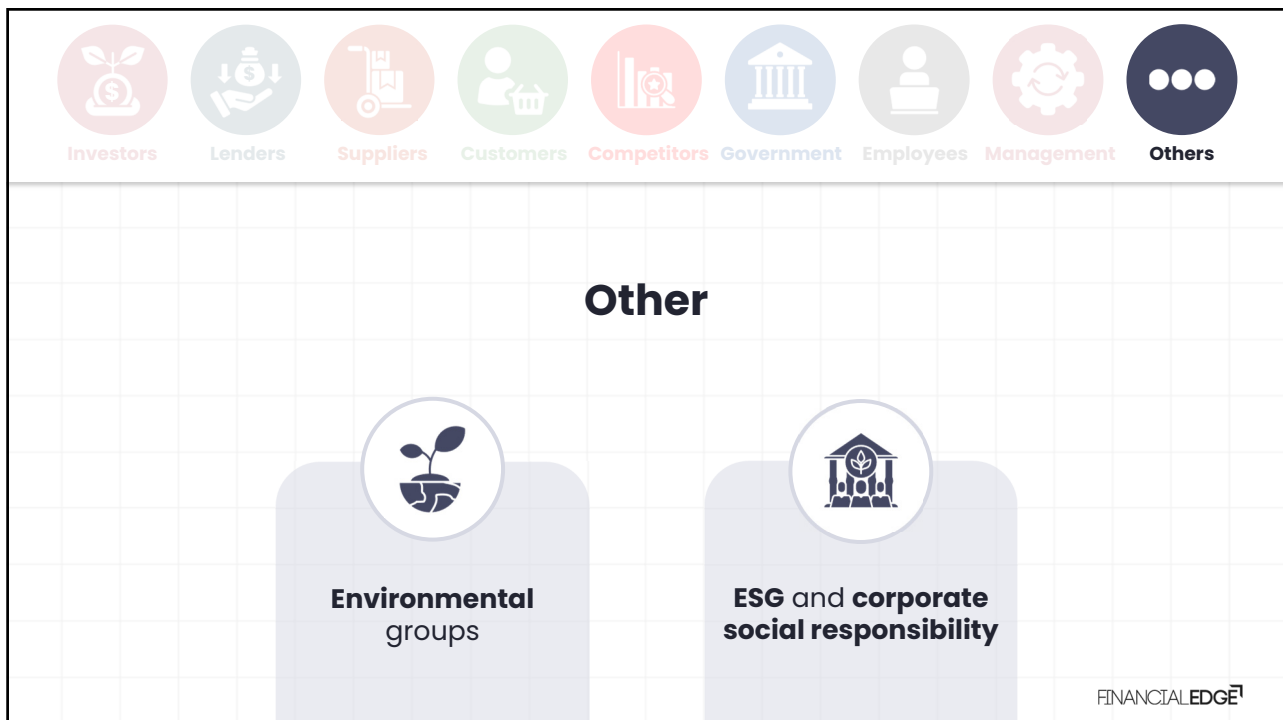 Investors Lenders Suppliers Customers Competitors Government Employees Management Others
Other
Environmental
groups
ESG and corporate
social responsibility
FINANCIALEDGE